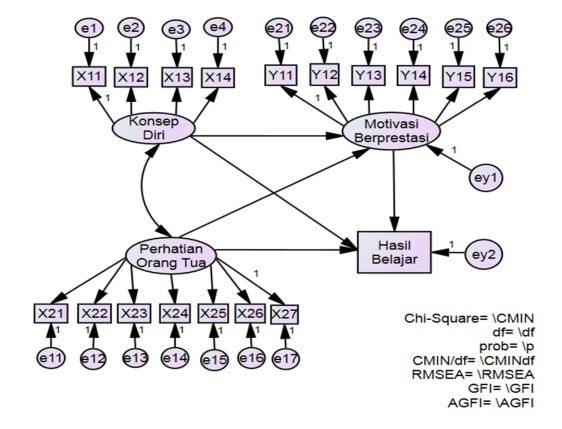 e1 e2 e3 e4 e21 e22 e23 e24 e25 e26
1 1 1 1 1 1 1 1 1 1
X11 X12 X13 X14 Y11 Y12 Y13 Y14 Y15 Y16
1 1
Konsep
Diri
Motivasi
Berprestasi
1
ey1
Perhatian
Orang Tua
Hasil
Belajar
1
ey2
1
X21 X22 X23 X24 X25 X26 X27
1 1 1 1 1 1 1
e11 e12 e13 e14 e15 e16 e17
Chi-Square= \CMIN
df= \df
prob= \p
CMIN/df= \CMINdf
RMSEA= \RMSEA
GFI= \GFI
AGFI= \AGFI